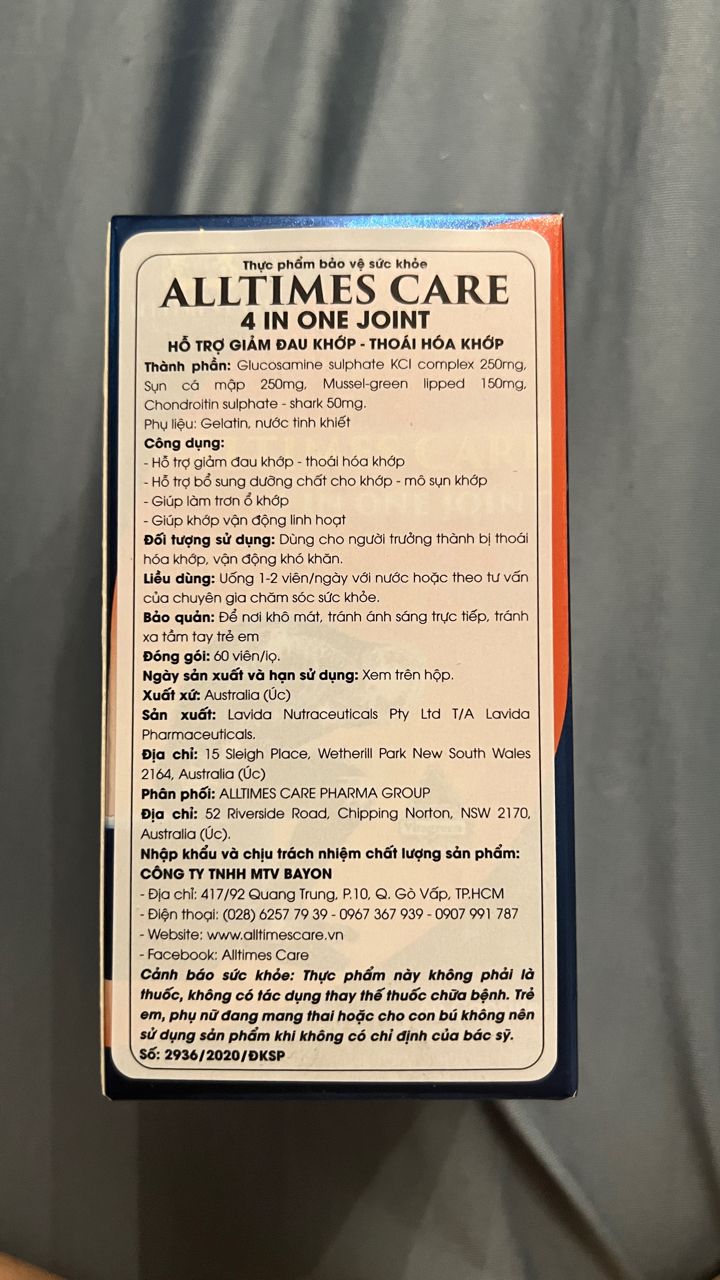 Thực phẩm bảo vệ sức khỏe
ALLTIMES CARE
4 IN ONE JOINT
HỖ TRỢ GIẢM ĐAU KHỚP - THOÁI HÓA KHỚP
Thành phần: Glucosamine sulphate KCl complex 250mg,
Sụn cá mập 250mg, Mussel-green lipped 150mg,
Chondroitin sulphate - shark 50mg.
Phụ liệu: Gelatin, nước tinh khiết
Công dụng:
- Hỗ trợ giảm đau khớp - thoái hóa khớp
- Hỗ trợ bổ sung dưỡng chất cho khớp - mô sụn khớp
- Giúp làm trơn ổ khớp
- Giúp khớp vận động linh hoạt
Đối tượng sử dụng: Dùng cho người trưởng thành bị thoái
hóa khớp, vận động khó khăn.
Liều dùng: Uống 1-2 viên/ngày với nước hoặc theo tư vấn
của chuyên gia chăm sóc sức khỏe.
Bảo quản: Để nơi khô mát, tránh ánh sáng trực tiếp, tránh
xa tầm tay trẻ em
Đóng gói: 60 viên/lọ.
Ngày sản xuất và hạn sử dụng: Xem trên hộp.
Xuất xứ: Australia (Úc)
Sản xuất: Lavida Nutraceuticals Pty Ltd T/A Lavida
Pharmaceuticals.
Địa chỉ: 15 Sleigh Place, Wetherill Park New South Wales
2164, Australia (Úc)
Phân phối: ALLTIMES CARE PHARMA GROUP
Địa chỉ: 52 Riverside Road, Chipping Norton, NSW 2170,
Australia (Úc).
Nhập khẩu và chịu trách nhiệm chất lượng sản phẩm:
CÔNG TY TNHH MTV BAYON
- Địa chỉ: 417/92 Quang Trung, P.10, Q. Gò Vấp, TP.HCM
- Điện thoại: (028) 6257 79 39 - 0967 367 939 - 0907 991 787
- Website: www.alltimescare.vn
- Facebook: Alltimes Care
Cảnh báo sức khỏe: Thực phẩm này không phải là
thuốc, không có tác dụng thay thế thuốc chữa bệnh. Trẻ
em, phụ nữ đang mang thai hoặc cho con bú không nên
sử dụng sản phẩm khi không có chỉ định của bác sỹ.
Số: 2936/2020/ĐKSP